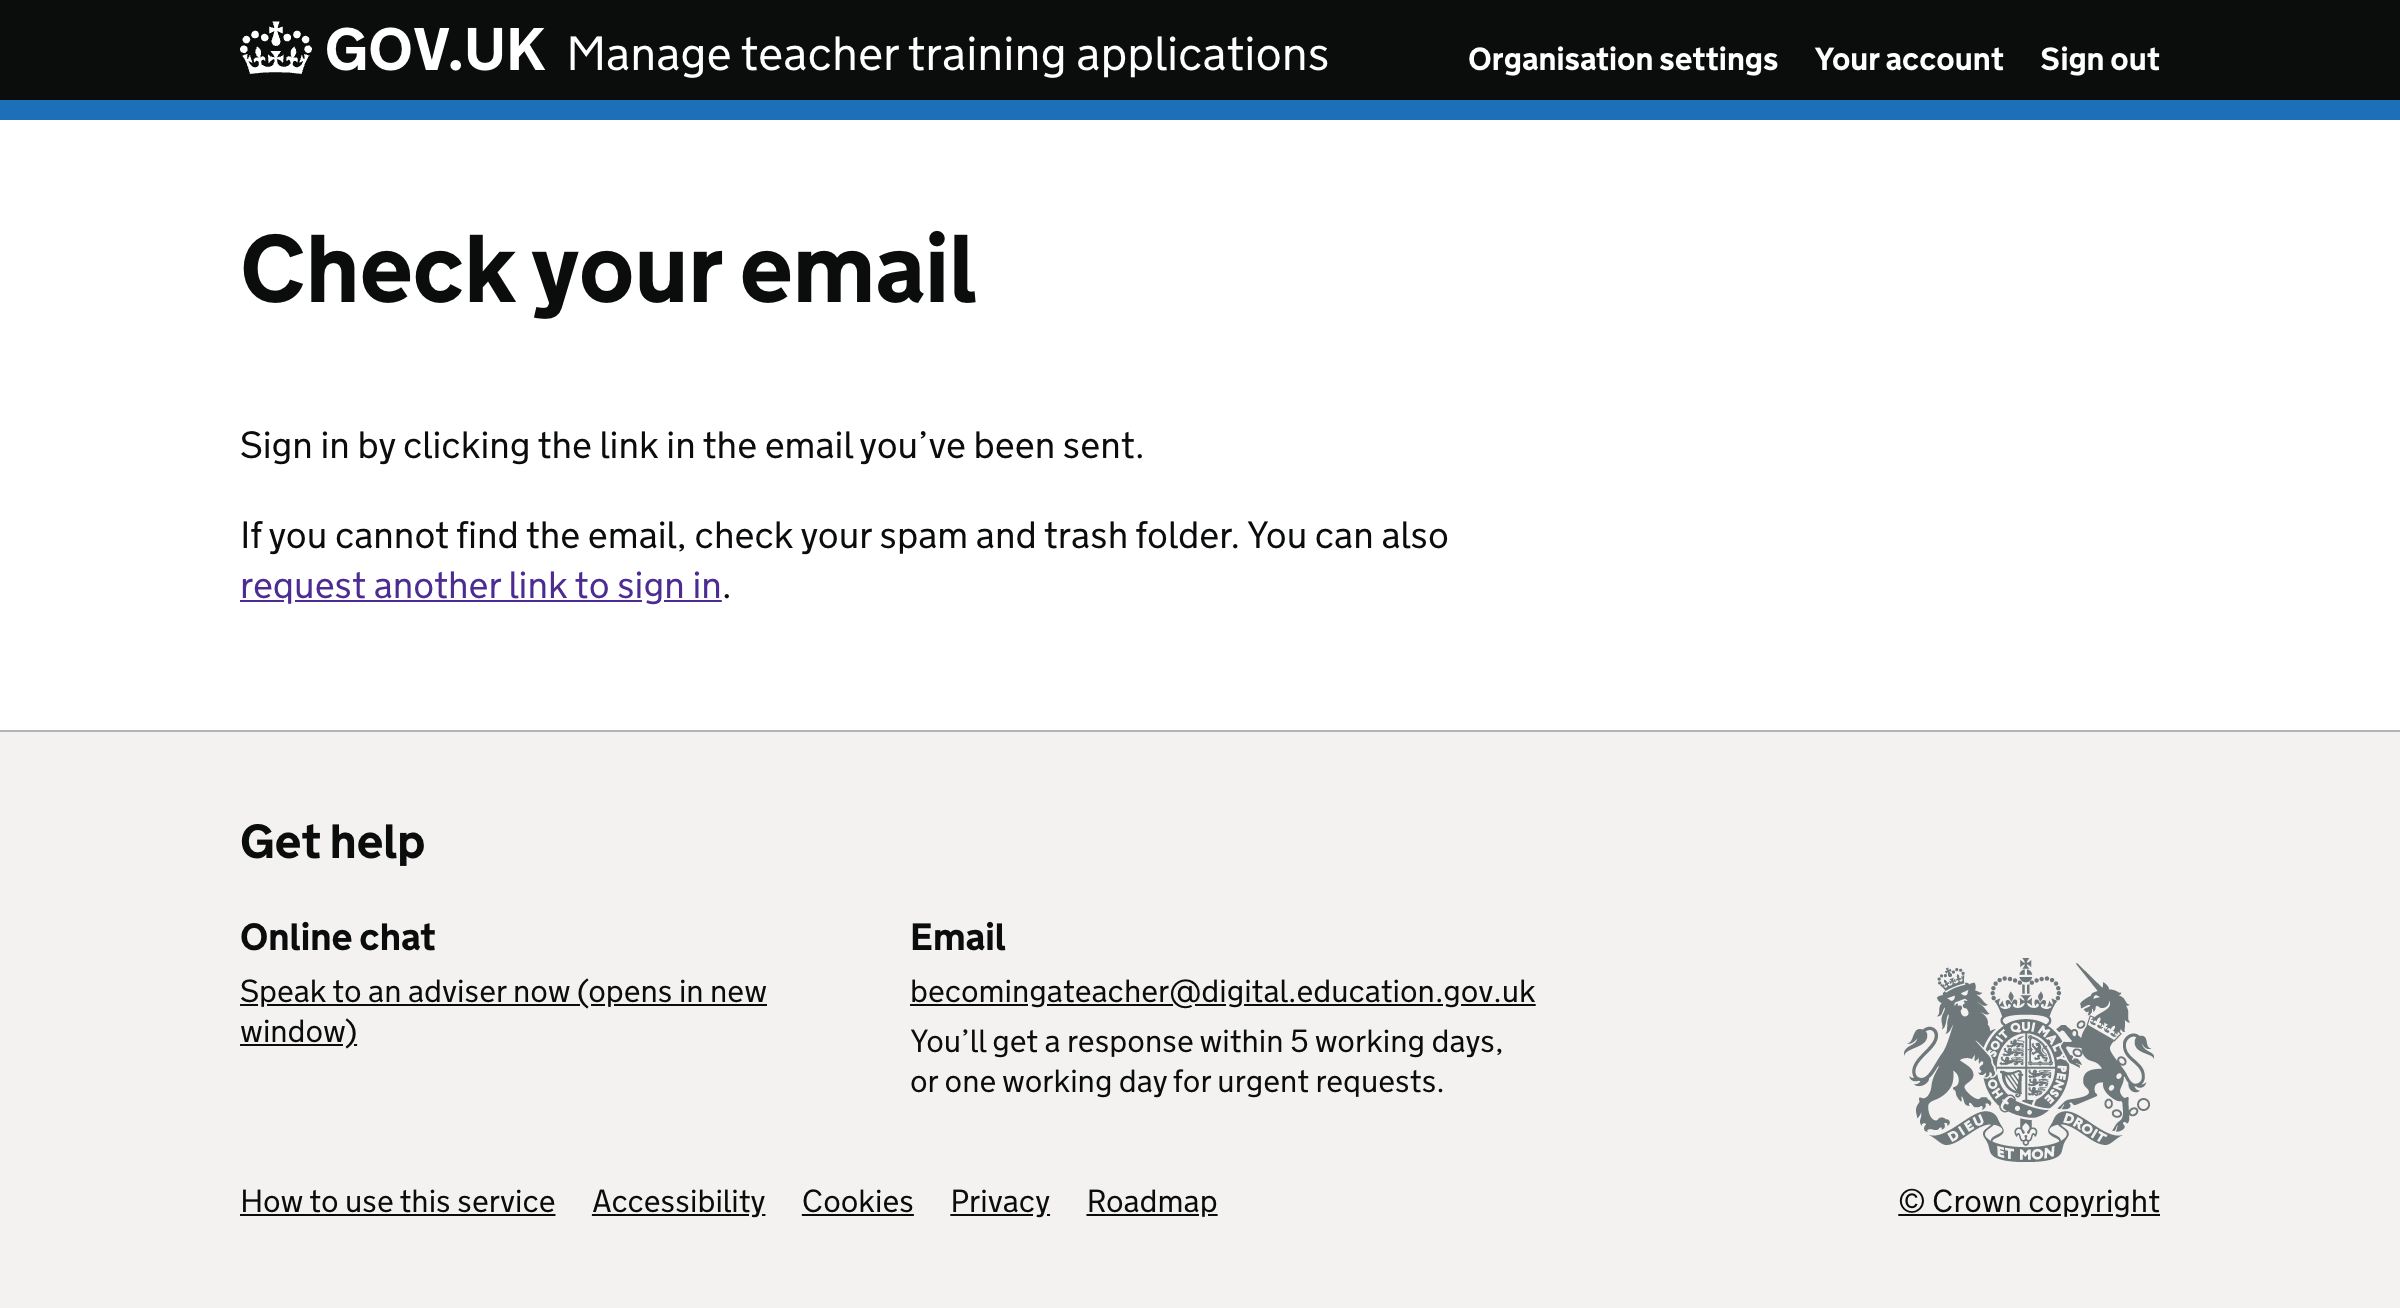 GOV.UK Manage teacher training applications Organisation settings Your account Sign out
Check your email
Sign in by clicking the link in the email you’ve been sent.
If you cannot find the email, check your spam and trash folder. You can also
request another link to sign in.
Get help
Online chat
Speak to an adviser now (opens in new
window)
Email
becomingateacher@digital.education.gov.uk
You’ll get a response within 5 working days,
or one working day for urgent requests.
HONI SOIT QUI MAL Y PENSE
DIEU ET MON DROIT
How to use this service Accessibility Cookies Privacy Roadmap
© Crown copyright